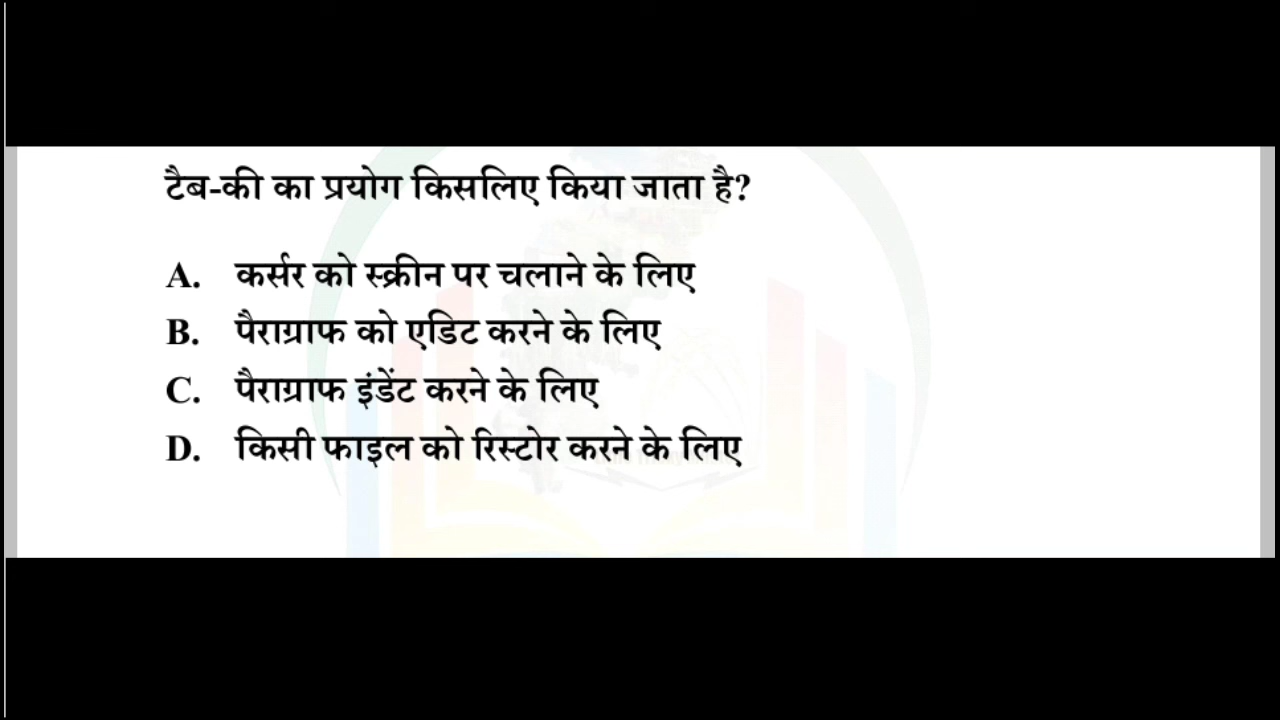 टैब-की का प्रयोग किसलिए किया जाता है?
A. कर्सर को स्क्रीन पर चलाने के लिए
B. पैराग्राफ को एडिट करने के लिए
C. पैराग्राफ इंडेंट करने के लिए
D. किसी फाइल को रिस्टोर करने के लिए